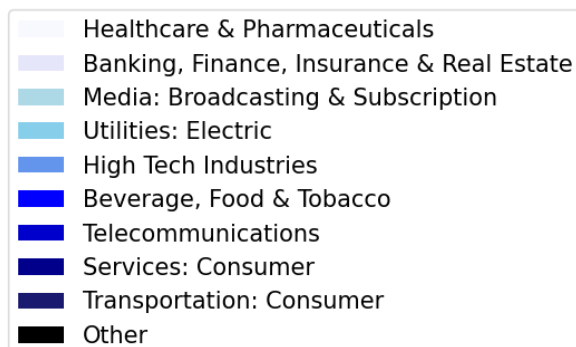 Healthcare & Pharmaceuticals
Banking, Finance, Insurance & Real Estate
Media: Broadcasting & Subscription
Utilities: Electric
High Tech Industries
Beverage, Food & Tobacco
Telecommunications
Services: Consumer
Transportation: Consumer
Other